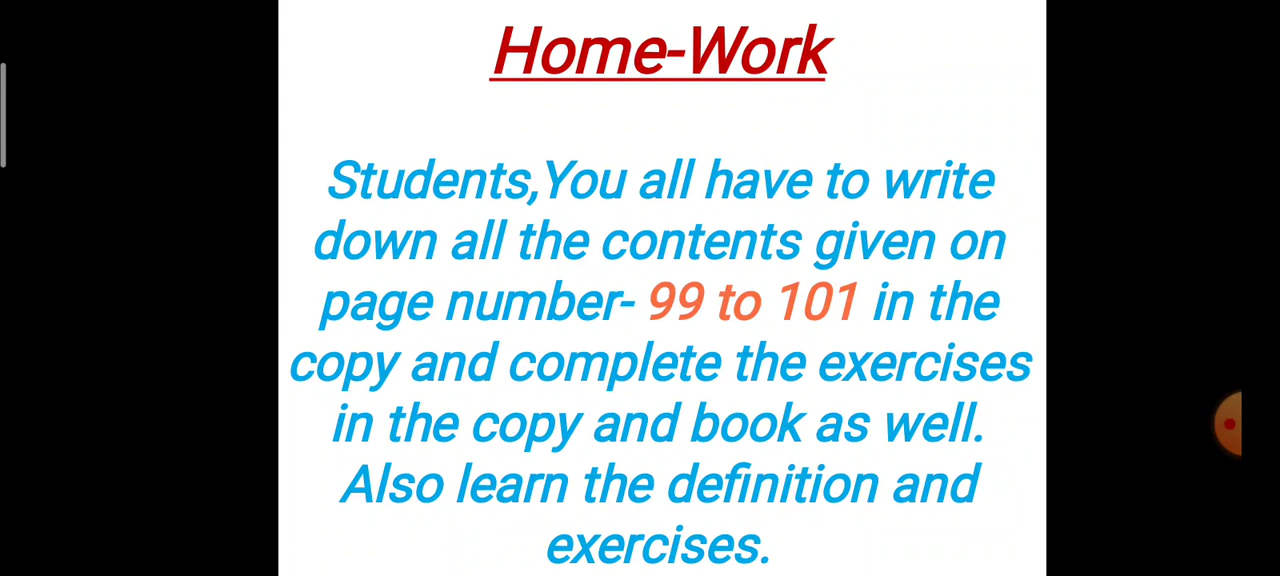 Home-Work
Students,You all have to write
down all the contents given on
page number- 99 to 101 in the
copy and complete the exercises
in the copy and book as well.
Also learn the definition and
exercises.